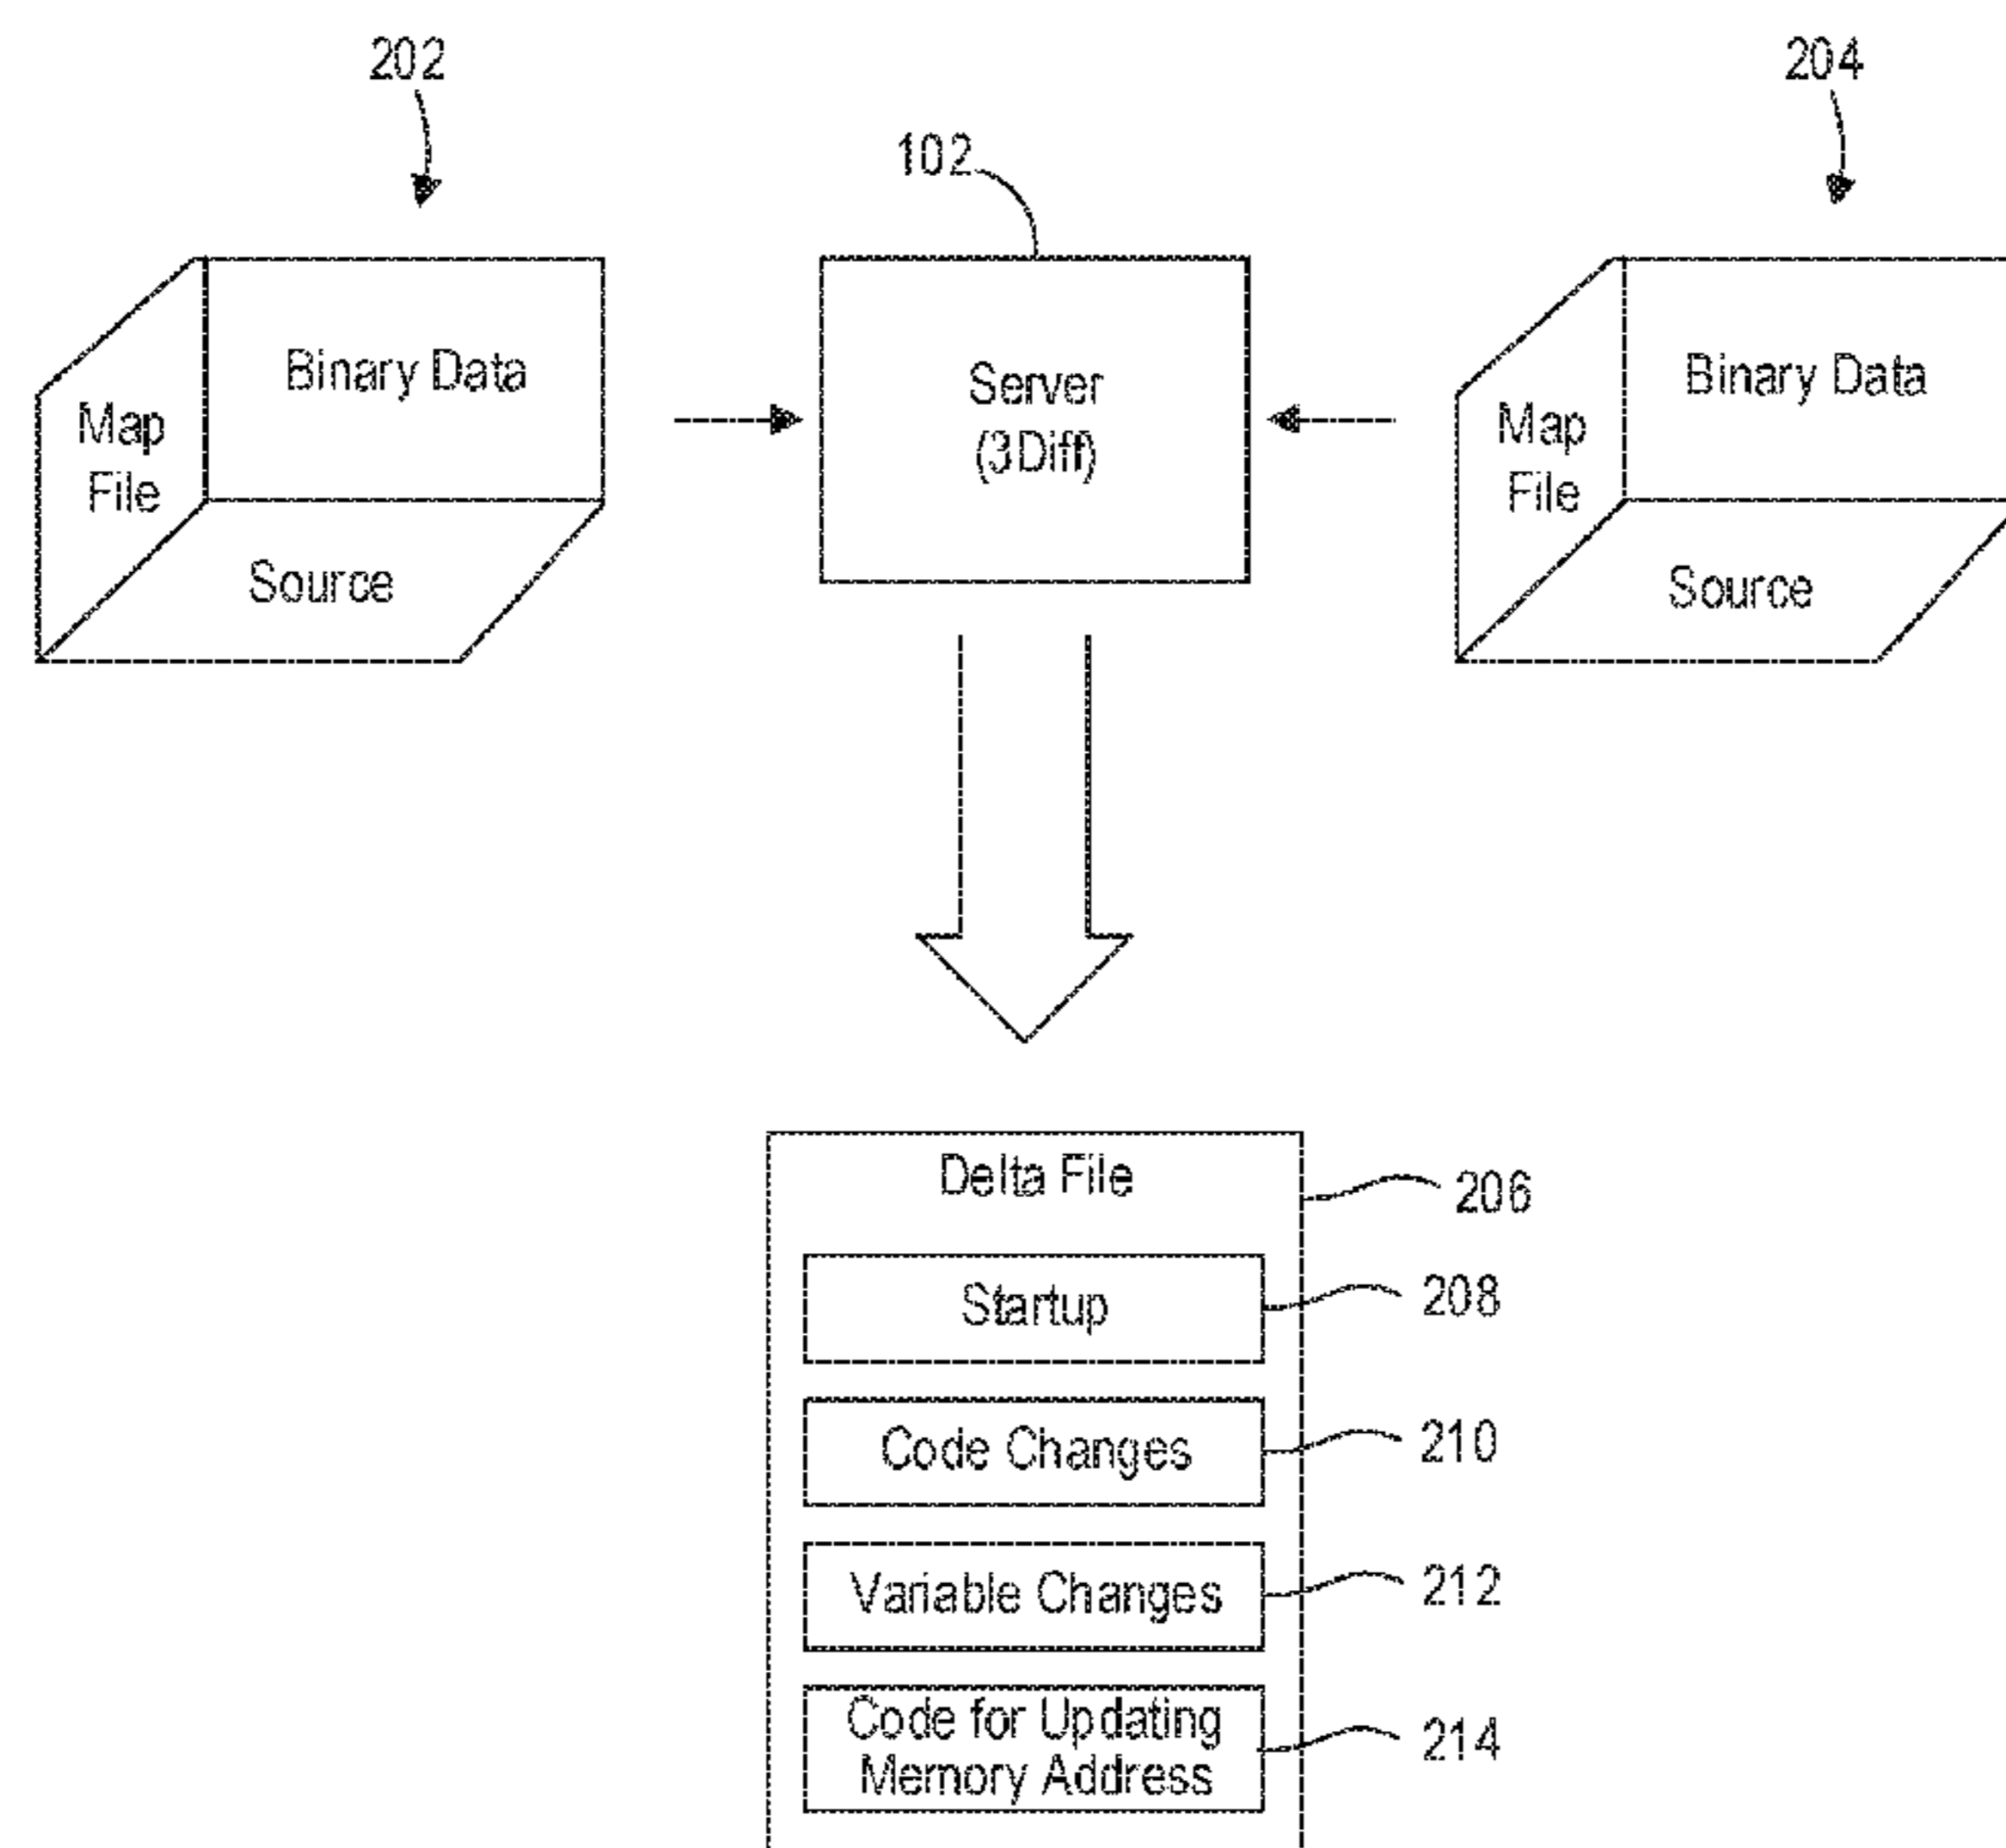 202
204
102
Binary Data
Map
File
Source
Server
(3Diff)
Binary Data
Map
File
Source
Delta File
206
Startup
208
Code Changes
210
Variable Changes
212
Code for Updating
Memory Address
214